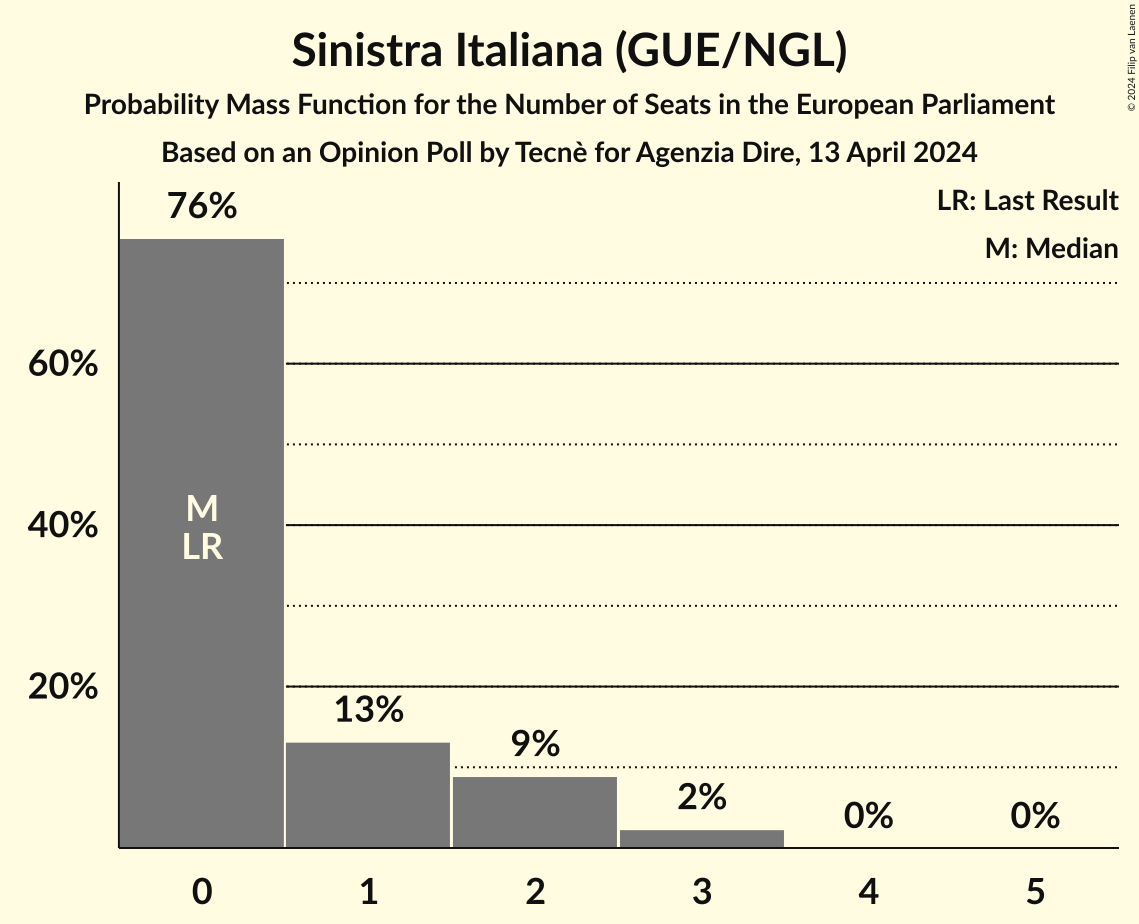 Sinistra Italiana (GUE/NGL)
Probability Mass Function for the Number of Seats in the European Parliament
Based on an Opinion Poll by Tecnè for Agenzia Dire, 13 April 2024
© 2024 Filip van Laenen
LR: Last Result
M: Median
76%
60%
40%
20%
M
LR
13%
9%
2%
0%
0%
0
1
2
3
4
5